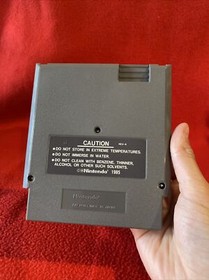 CAUTION
•DO NOT STORE IN EXTREME TEMPERATURES.
•DO NOT IMMERSE IN WATER.
•DO NOT CLEAN WITH BENZENE, THINNER,
ALCOHOL OR OTHER SUCH SOLVENTS.
Nintendo 1985